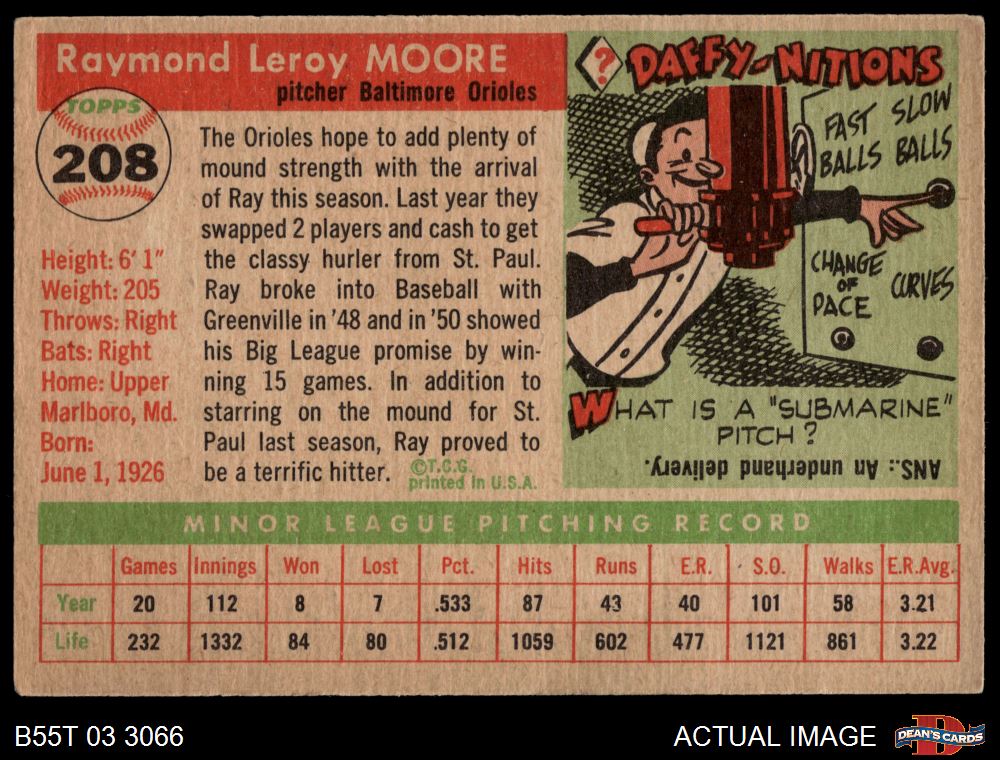 Raymond Leroy MOORE
pitcher Baltimore Orioles
TOPPS
208
The Orioles hope to add plenty of
mound strength with the arrival
of Ray this season. Last year they
swapped 2 players and cash to get
the classy hurler from St. Paul.
Ray broke into Baseball with
Greenville in '48 and in '50 showed
his Big League promise by win-
ning 15 games. In addition to
starring on the mound for St.
Paul last season, Ray proved to
be a terrific hitter.
©T.C.G.
printed in U.S.A.
Height: 6' 1"
Weight: 205
Throws: Right
Bats: Right
Home: Upper
Marlboro, Md.
Born:
June 1, 1926
? DAFFY-NITIONS
FAST BALLS
SLOW BALLS
CHANGE OF PACE
CURVES
WHAT IS A "SUBMARINE"
PITCH?
ANS.: An underhand delivery.
MINOR LEAGUE PITCHING RECORD
Games Innings Won Lost Pct. Hits Runs E.R. S.O. Walks E.R.Avg.
Year 20 112 8 7 .533 87 43 40 101 58 3.21
Life 232 1332 84 80 .512 1059 602 477 1121 861 3.22
B55T 03 3066
ACTUAL IMAGE
D
DEAN'S CARDS